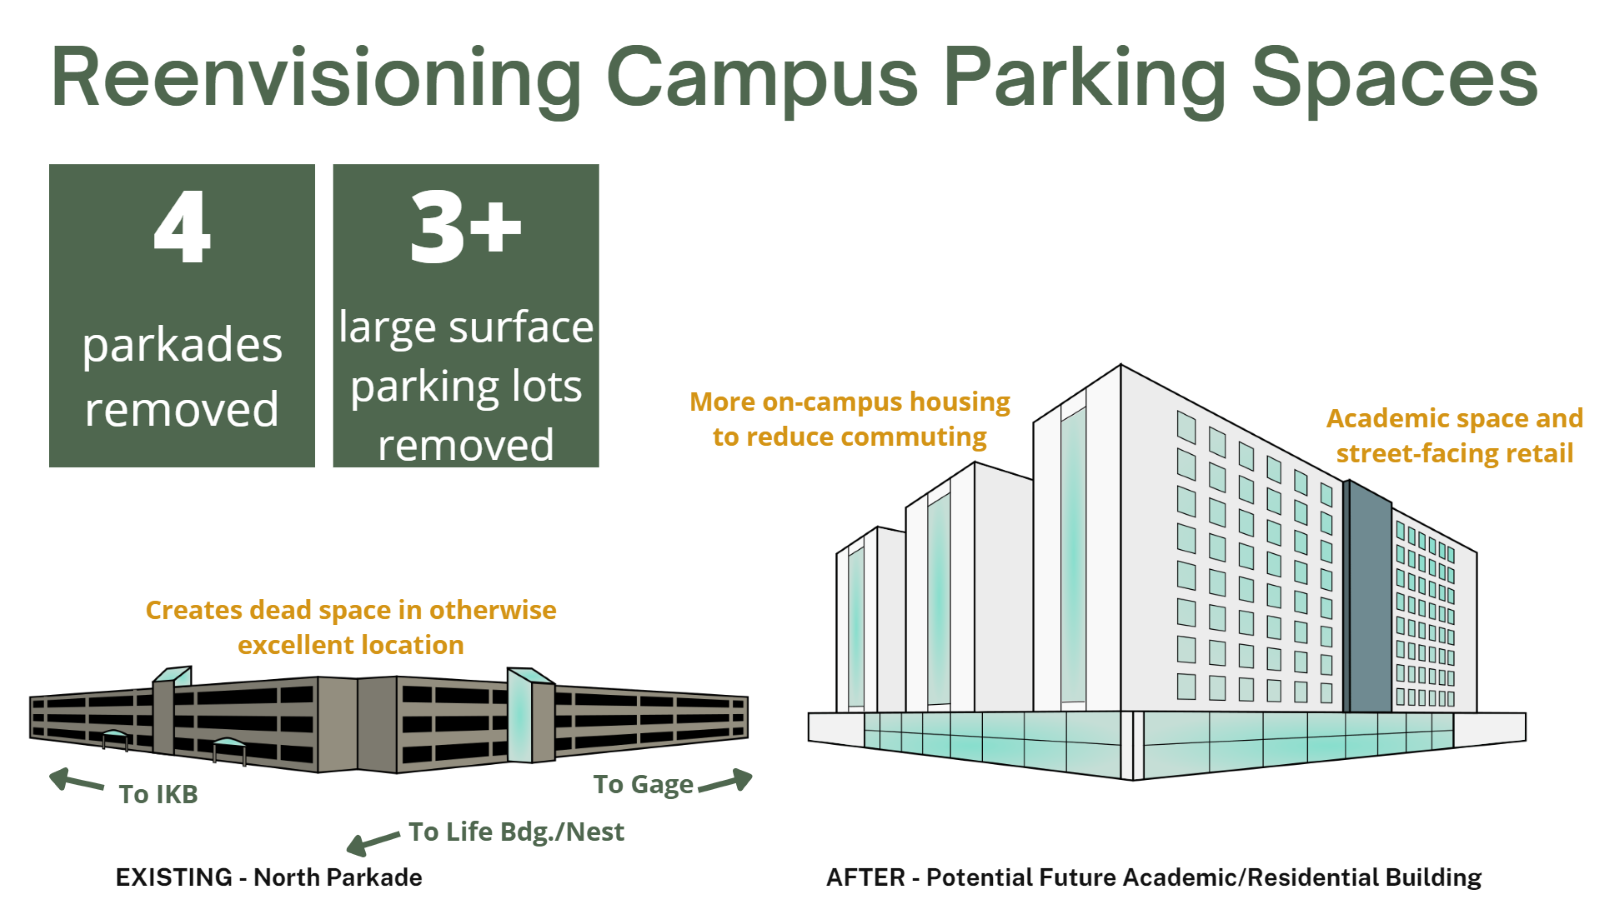 Reenvisioning Campus Parking Spaces
4
parkades
removed
3+
large surface
parking lots
removed
More on-campus housing
to reduce commuting
Academic space and
street-facing retail
Creates dead space in otherwise
excellent location
To IKB
To Gage
To Life Bdg./Nest
EXISTING - North Parkade
AFTER - Potential Future Academic/Residential Building